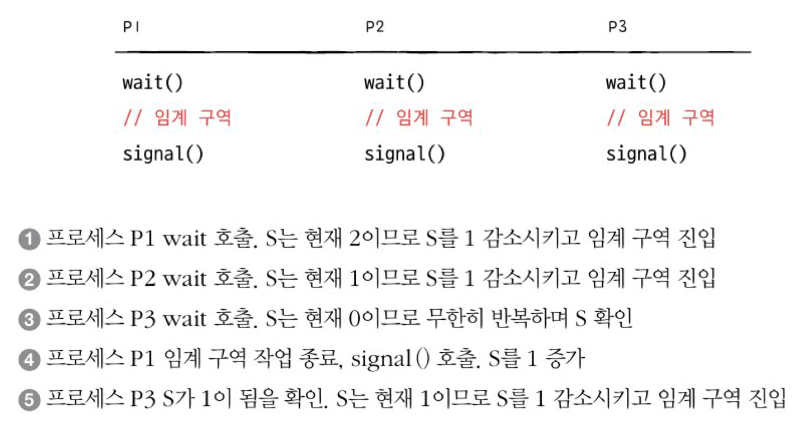 P1 P2 P3
wait() wait() wait()
// 임계 구역 // 임계 구역 // 임계 구역
signal() signal() signal()
❶ 프로세스 P1 wait 호출. S는 현재 2이므로 S를 1 감소시키고 임계 구역 진입
❷ 프로세스 P2 wait 호출. S는 현재 1이므로 S를 1 감소시키고 임계 구역 진입
❸ 프로세스 P3 wait 호출. S는 현재 0이므로 무한히 반복하며 S 확인
❹ 프로세스 P1 임계 구역 작업 종료, signal() 호출. S를 1 증가
❺ 프로세스 P3 S가 1이 됨을 확인. S는 현재 1이므로 S를 1 감소시키고 임계 구역 진입